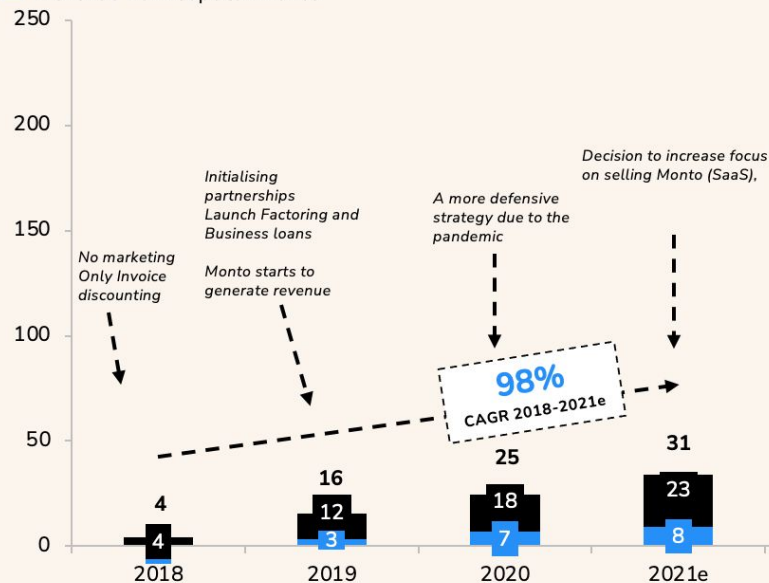 250
200
150
100
50
0
No marketing
Only Invoice
discounting
Initialising
partnerships
Launch Factoring and
Business loans
Monto starts to
generate revenue
A more defensive
strategy due to the
pandemic
Decision to increase focus
on selling Monto (SaaS),
98%
CAGR 2018-2021e
4
4
16
12
3
25
18
7
31
23
8
2018
2019
2020
2021e